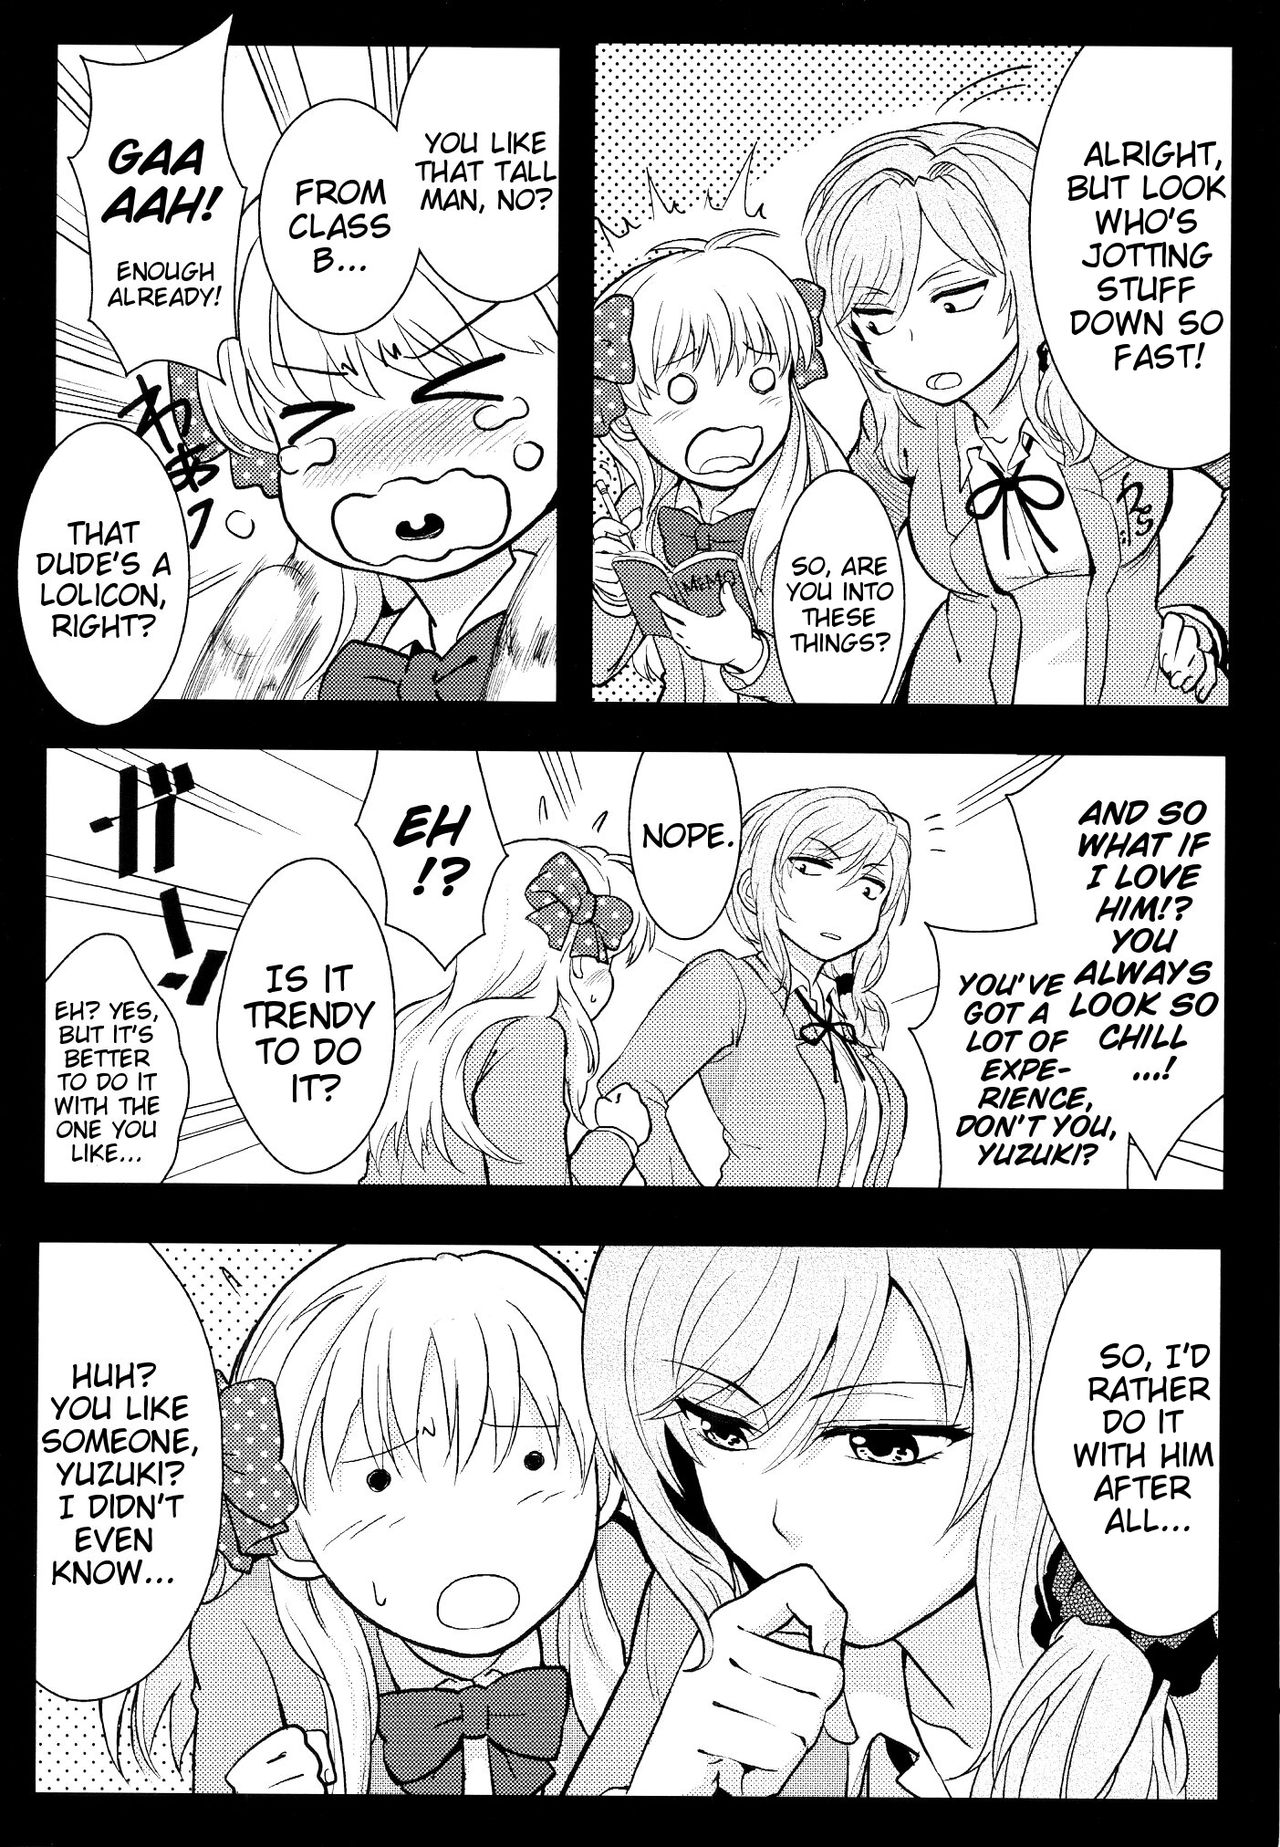 ALRIGHT,
BUT LOOK
WHO'S
JOTTING
STUFF
DOWN SO
FAST!
MEMO
SO, ARE
YOU INTO
THESE
THINGS?
YOU LIKE
THAT TALL
MAN, NO?
FROM
CLASS
B...
GAA
AAH!
ENOUGH
ALREADY!
THAT
DUDE'S A
LOLICON,
RIGHT?
AND SO
WHAT IF
I LOVE
HIM!?
YOU
ALWAYS
LOOK SO
CHILL
...!
YOU'VE
GOT A
LOT OF
EXPE-
RIENCE,
DON'T YOU,
YUZUKI?
NOPE.
EH
!?
IS IT
TRENDY
TO DO
IT?
ガーン
EH? YES,
BUT IT'S
BETTER
TO DO IT
WITH THE
ONE YOU
LIKE...
SO, I'D
RATHER
DO IT
WITH HIM
AFTER
ALL...
HUH?
YOU LIKE
SOMEONE,
YUZUKI?
I DIDN'T
EVEN
KNOW...